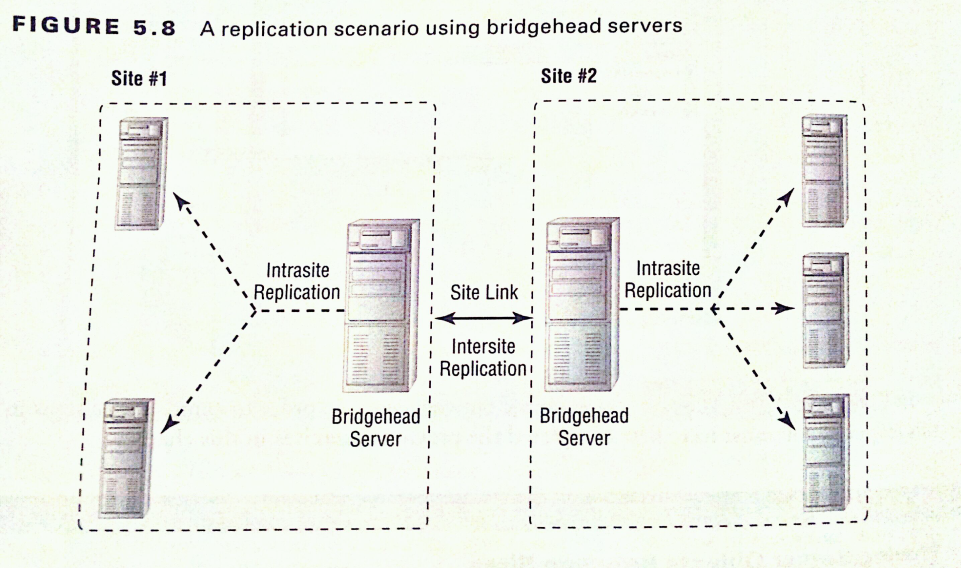 FIGURE 5.8 A replication scenario using bridgehead servers
Site #1
Site #2
Intrasite
Replication
Site Link
Intersite
Replication
Intrasite
Replication
Bridgehead
Server
Bridgehead
Server